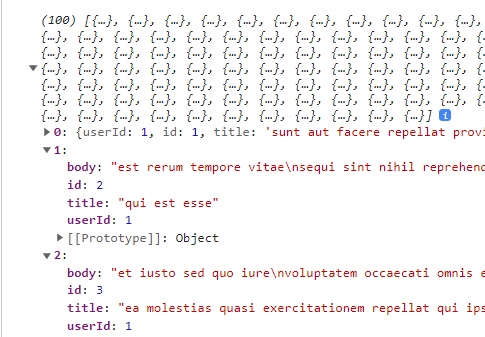 (100) [{…}, {…}, {…}, {…}, {…}, {…}, {…}, {…}, {…}, {…}, {…},
{…}, {…}, {…}, {…}, {…}, {…}, {…}, {…}, {…}, {…}, {…}, {…},
{…}, {…}, {…}, {…}, {…}, {…}, {…}, {…}, {…}, {…}, {…}, {…},
{…}, {…}, {…}, {…}, {…}, {…}, {…}, {…}, {…}, {…}, {…}, {…},
{…}, {…}, {…}, {…}, {…}, {…}, {…}, {…}, {…}, {…}, {…}, {…},
{…}, {…}, {…}, {…}, {…}, {…}, {…}, {…}, {…}, {…}, {…}, {…},
{…}, {…}, {…}, {…}, {…}, {…}, {…}, {…}, {…}, {…}] i
0: {userId: 1, id: 1, title: 'sunt aut facere repellat provi
1:
body: "est rerum tempore vitae\nsequi sint nihil reprehend
id: 2
title: "qui est esse"
userId: 1
[[Prototype]]: Object
2:
body: "et iusto sed quo iure\nvoluptatem occaecati omnis e
id: 3
title: "ea molestias quasi exercitationem repellat qui ips
userId: 1